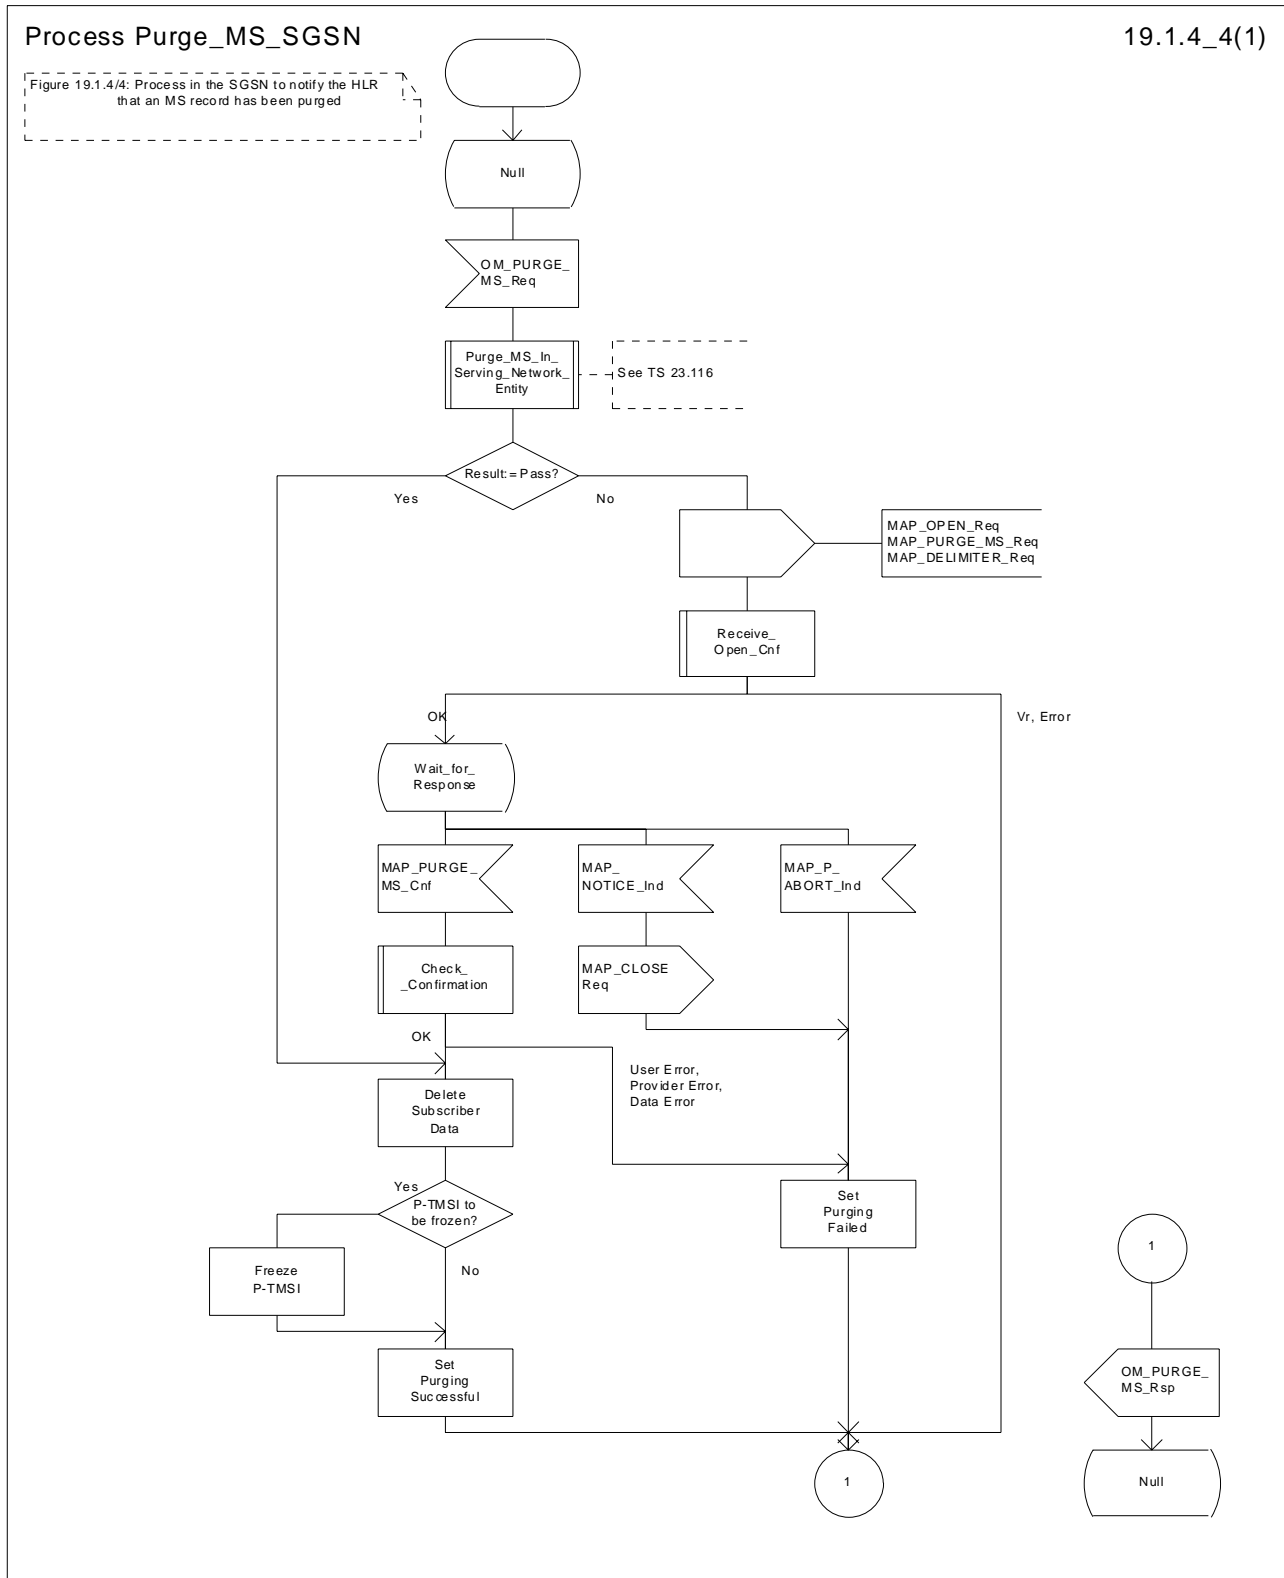 Process Purge_MS_SGSN
19.1.4_4(1)
Figure 19.1.4/4: Process in the SGSN to notify the HLR
that an MS record has been purged
Null
OM_PURGE_
MS_Req
Purge_MS_In_
Serving_Network_
Entity
See TS 23.116
Result:=Pass?
Yes
No
MAP_OPEN_Req
MAP_PURGE_MS_Req
MAP_DELIMITER_Req
Receive_
Open_Cnf
OK
Vr, Error
Wait_for_
Response
MAP_PURGE_
MS_Cnf
MAP_
NOTICE_Ind
MAP_P_
ABORT_Ind
Check_
_Confirmation
MAP_CLOSE
Req
OK
User Error,
Provider Error,
Data Error
Delete
Subscriber
Data
Yes
P-TMSI to
be frozen?
Set
Purging
Failed
No
Freeze
P-TMSI
1
Set
Purging
Successful
OM_PURGE_
MS_Rsp
1
Null